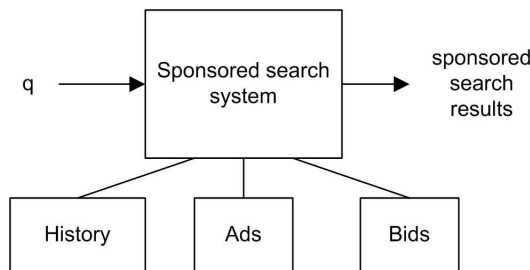 q
Sponsored search
system
sponsored
search
results
History
Ads
Bids